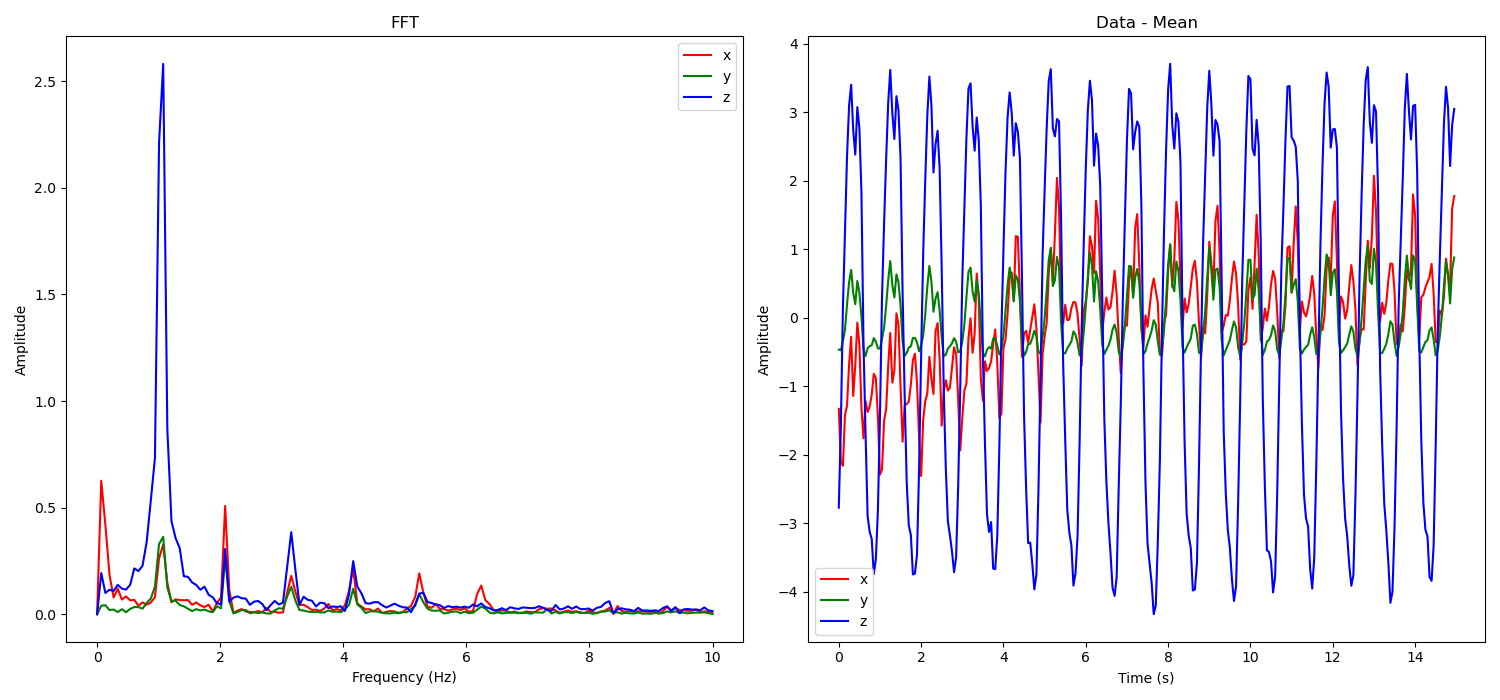 FFT
x
y
z
2.5
2.0
1.5
1.0
0.5
0.0
Amplitude
0 2 4 6 8 10
Frequency (Hz)
Data - Mean
4
3
2
1
0
−1
−2
−3
−4
Amplitude
x
y
z
0 2 4 6 8 10 12 14
Time (s)